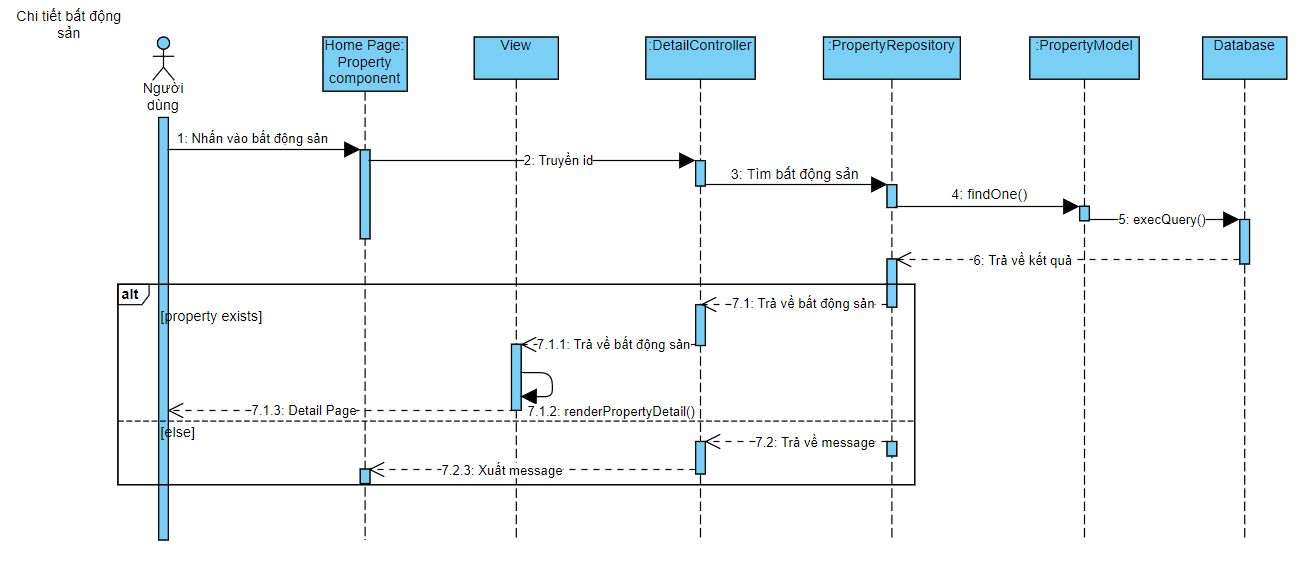 Chi tiết bất động
sản
Người
dùng
Home Page:
Property
component
View
:DetailController
:PropertyRepository
:PropertyModel
Database
1: Nhấn vào bất động sản
2: Truyền id
3: Tìm bất động sản
4: findOne()
5: execQuery()
6: Trả về kết quả
alt
[property exists]
7.1: Trả về bất động sản
7.1.1: Trả về bất động sản
7.1.2: renderPropertyDetail()
7.1.3: Detail Page
[else]
7.2: Trả về message
7.2.3: Xuất message